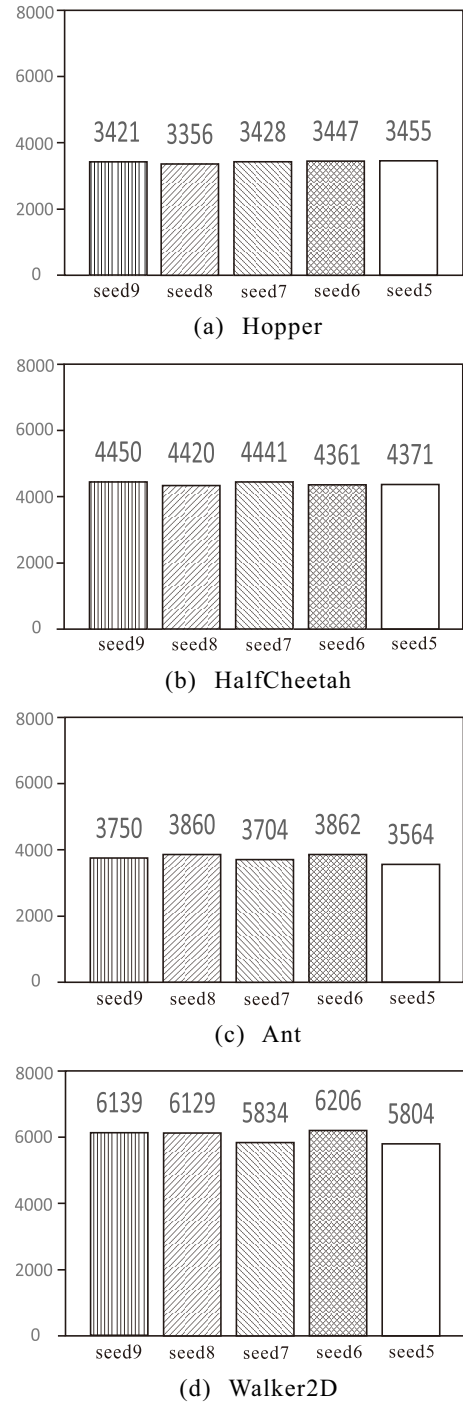 8000
6000
4000
2000
0
3421 3356 3428 3447 3455
seed9 seed8 seed7 seed6 seed5
(a) Hopper
8000
6000
4000
2000
0
4450 4420 4441 4361 4371
seed9 seed8 seed7 seed6 seed5
(b) HalfCheetah
8000
6000
4000
2000
0
3750 3860 3704 3862 3564
seed9 seed8 seed7 seed6 seed5
(c) Ant
8000
6000
4000
2000
0
6139 6129 5834 6206 5804
seed9 seed8 seed7 seed6 seed5
(d) Walker2D